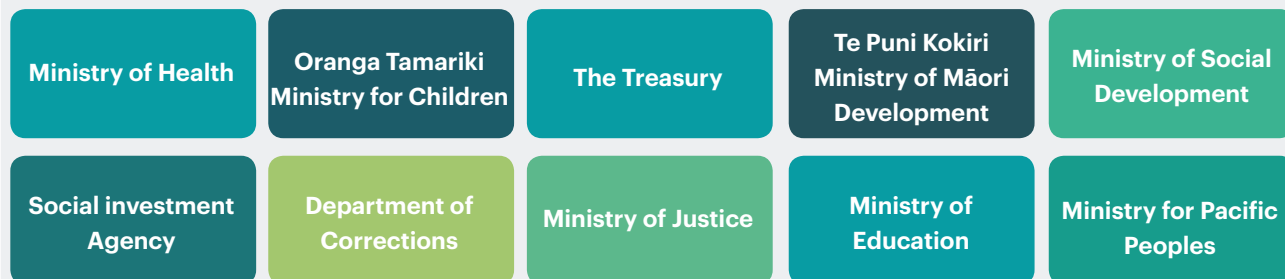 Ministry of Health
Oranga Tamariki
Ministry for Children
The Treasury
Te Puni Kokiri
Ministry of Māori
Development
Ministry of Social
Development
Social investment
Agency
Department of
Corrections
Ministry of Justice
Ministry of
Education
Ministry for Pacific
Peoples